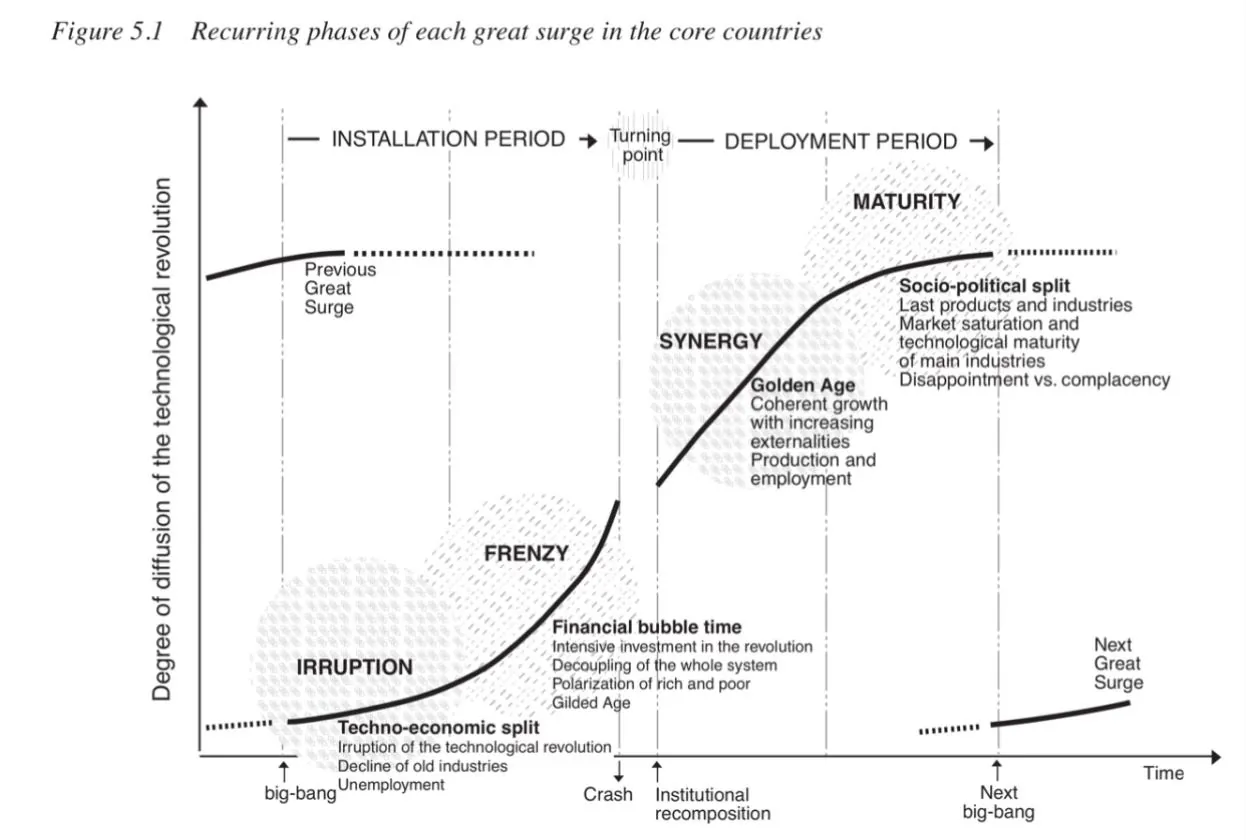 Figure 5.1 Recurring phases of each great surge in the core countries
Degree of diffusion of the technological revolution
INSTALLATION PERIOD
Turning
point
DEPLOYMENT PERIOD
MATURITY
Previous
Great
Surge
Socio-political split
Last products and industries
Market saturation and
technological maturity
of main industries
Disappointment vs. complacency
SYNERGY
Golden Age
Coherent growth
with increasing
externalities
Production and
employment
FRENZY
Financial bubble time
Intensive investment in the revolution
Decoupling of the whole system
Polarization of rich and poor
Gilded Age
IRRUPTION
Techno-economic split
Irruption of the technological revolution
Decline of old industries
Unemployment
Next
Great
Surge
big-bang
Crash
Institutional
recomposition
Next
big-bang
Time